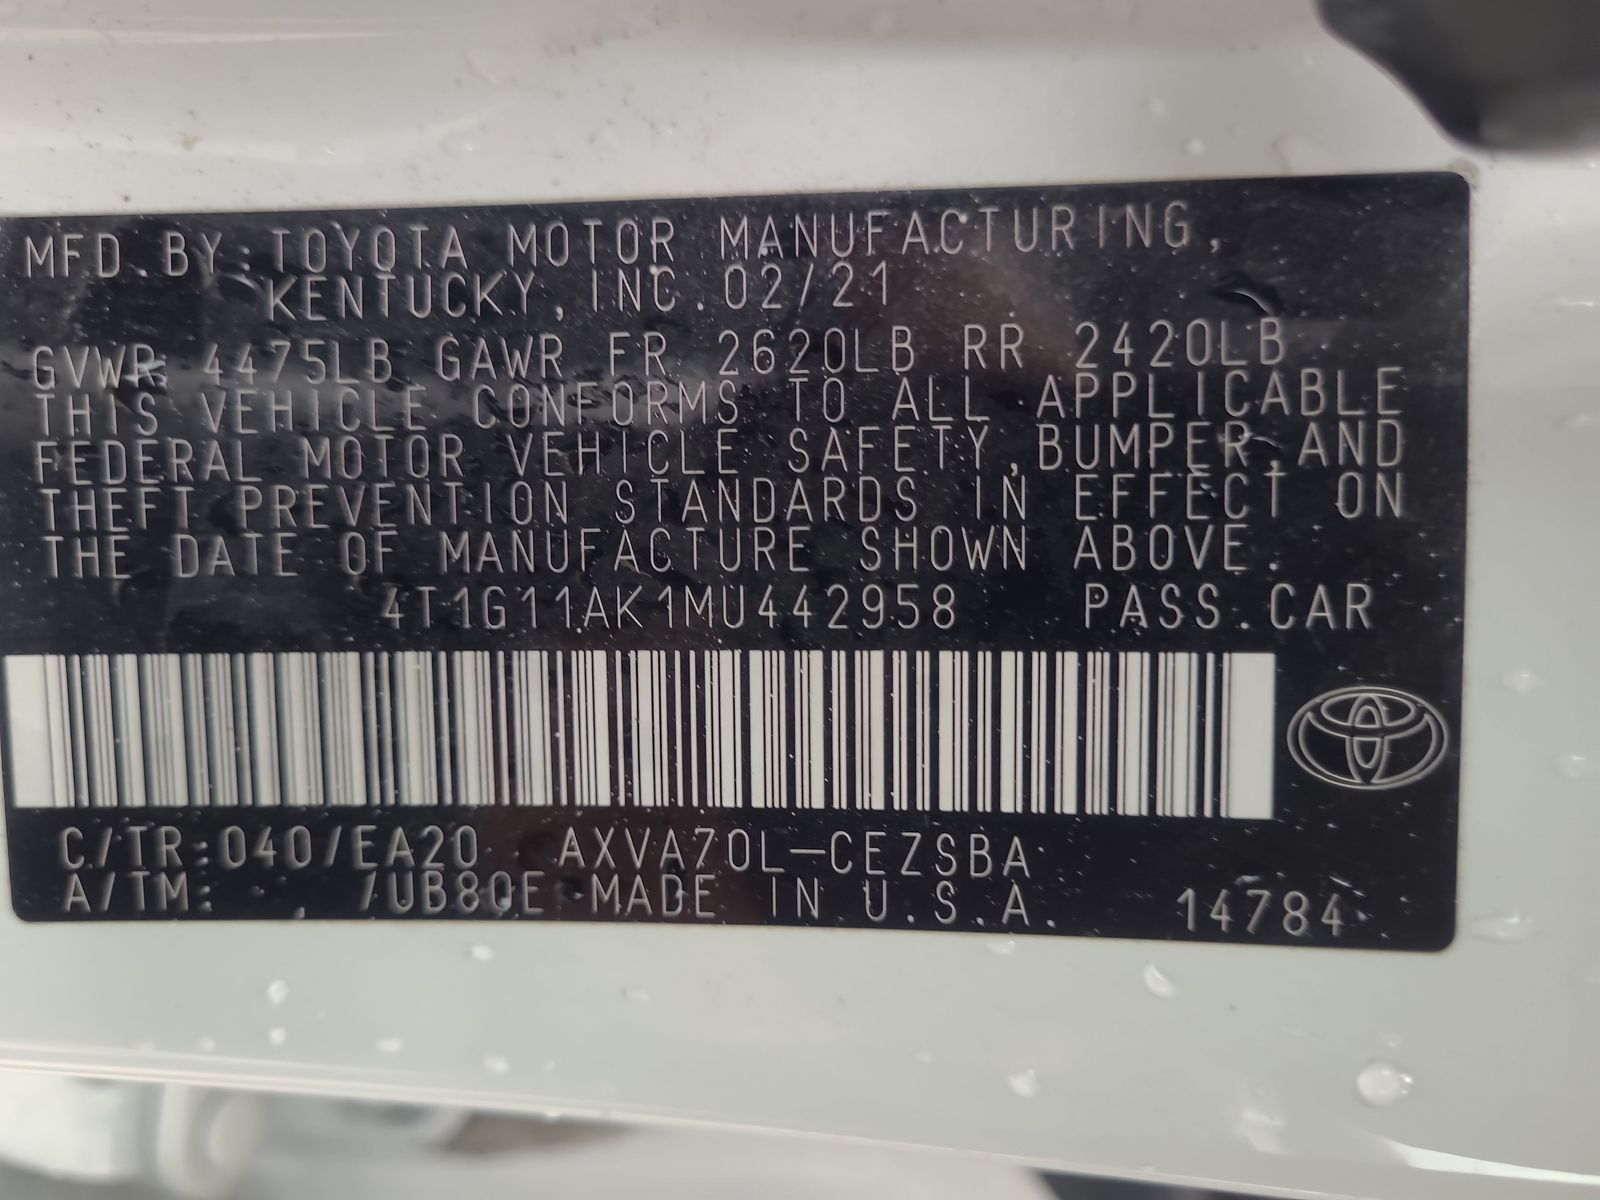 MFD. BY: TOYOTA MOTOR MANUFACTURING,
KENTUCKY, INC. 02/21
GVWR 4475LB GAWR FR 2620LB RR 2420LB
THIS VEHICLE CONFORMS TO ALL APPLICABLE
FEDERAL MOTOR VEHICLE SAFETY, BUMPER, AND
THEFT PREVENTION STANDARDS IN EFFECT ON
THE DATE OF MANUFACTURE SHOWN ABOVE.
4T1G11AK1MU442958 PASS. CAR
C/TR:040/EA20 AXVA70L-CEZSBA
A/TM: /UB80E MADE IN U.S.A. 14784